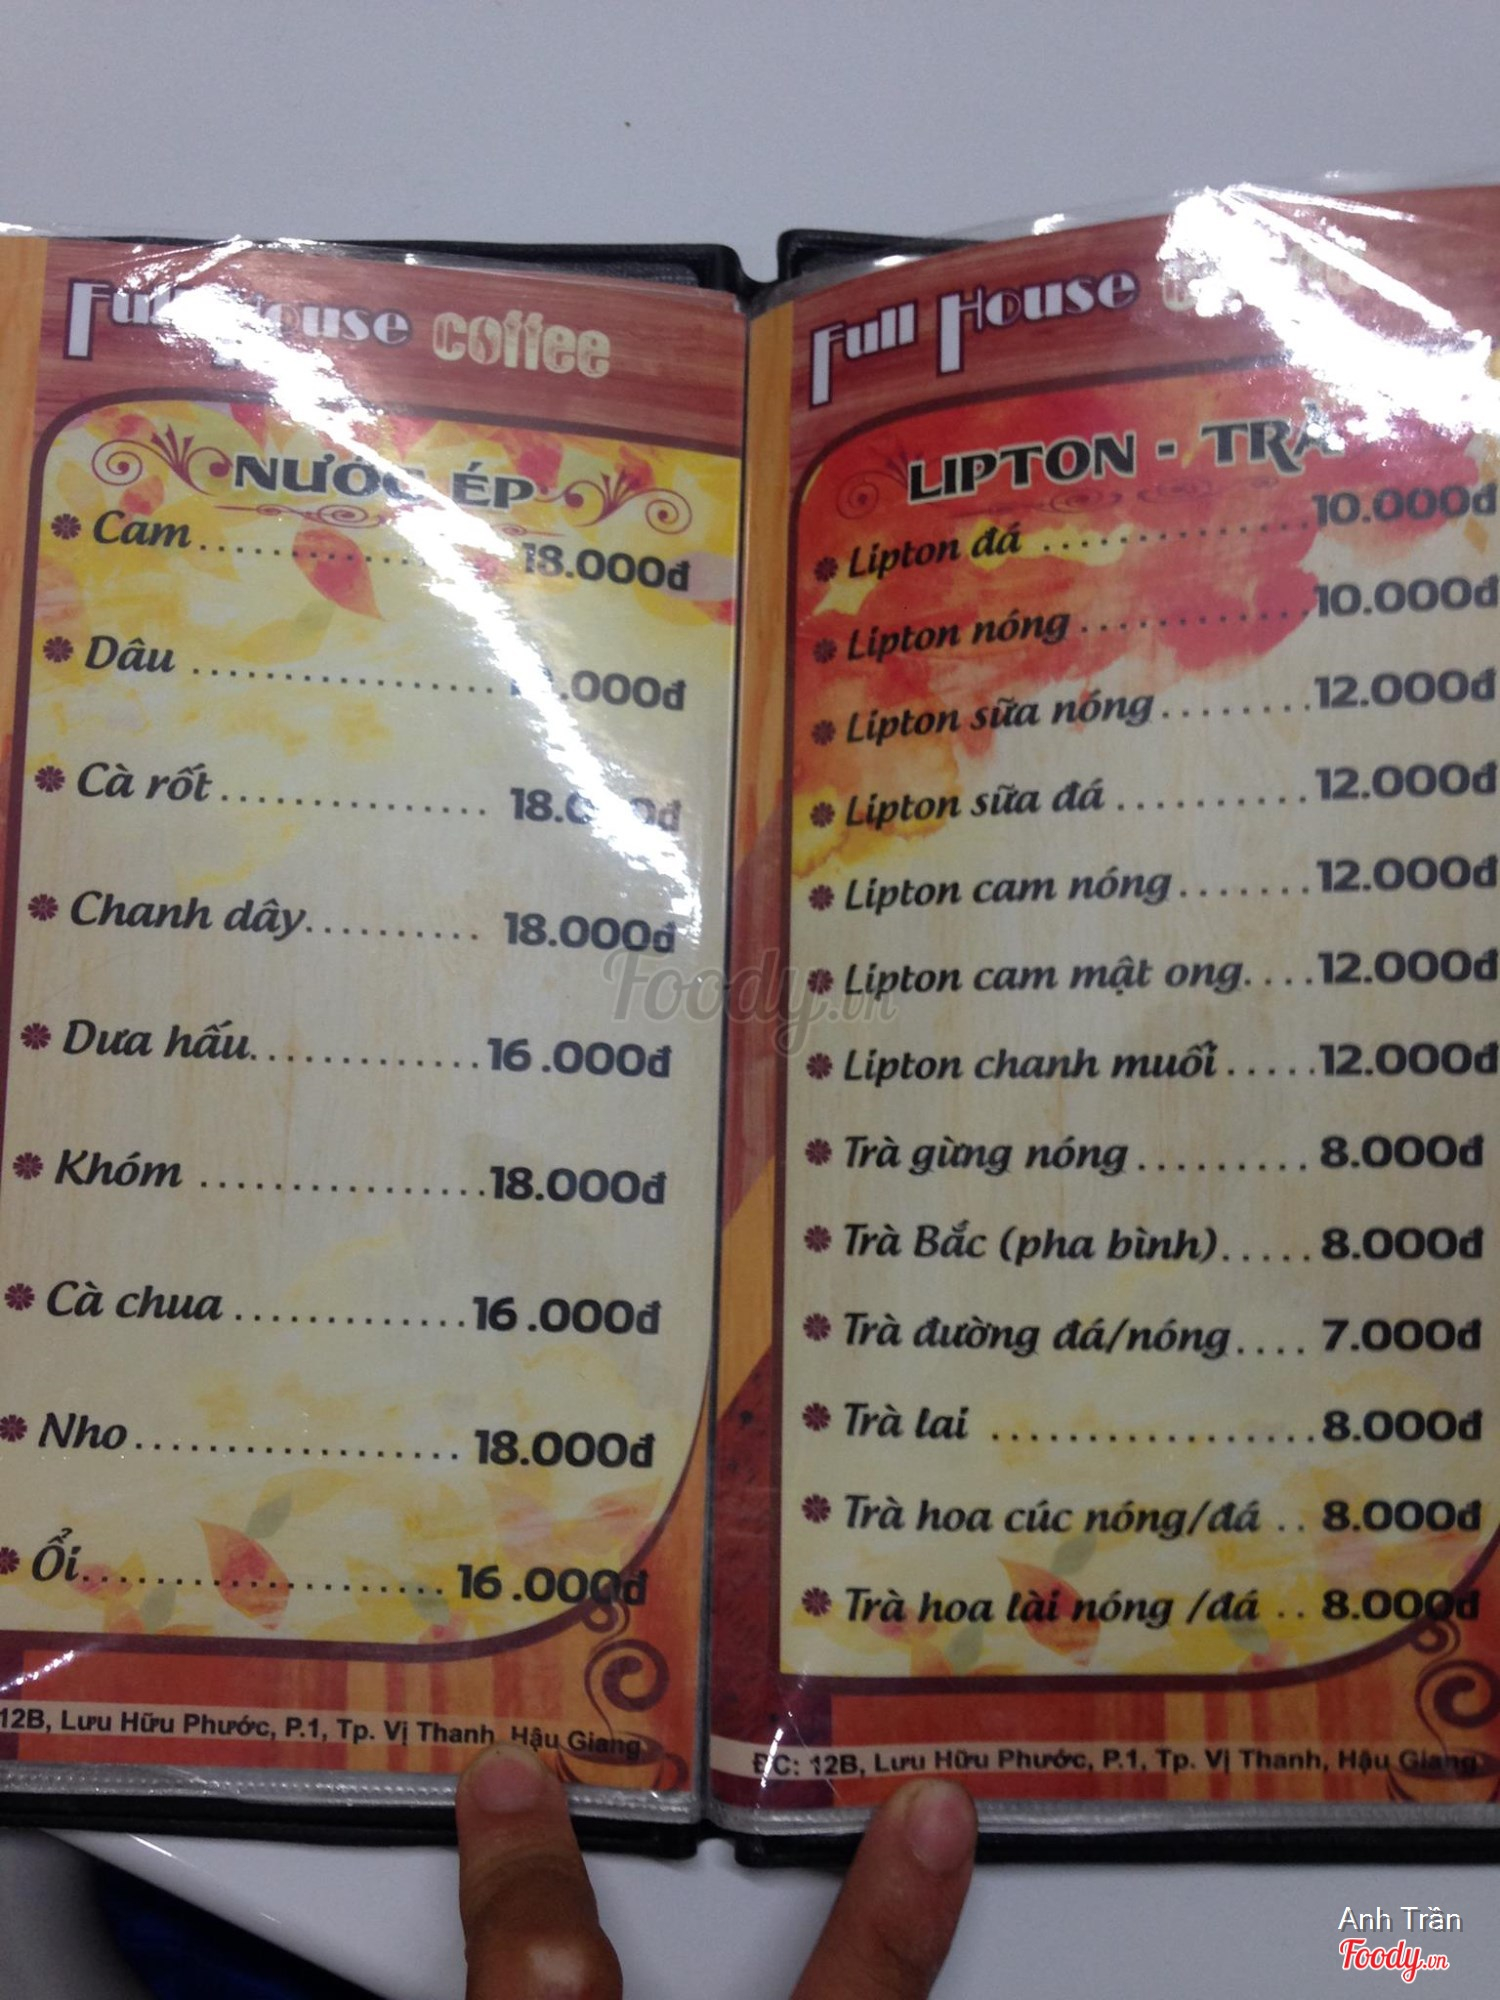 Full House coffee
NƯỚC ÉP
Cam 18.000đ
Dâu .000đ
Cà rốt 18.000đ
Chanh dây 18.000đ
Dưa hấu 16.000đ
Khóm 18.000đ
Cà chua 16.000đ
Nho 18.000đ
Ổi 16.000đ
12B, Lưu Hữu Phước, P.1, Tp. Vị Thanh, Hậu Giang
Full House
LIPTON - TRÀ
Lipton đá 10.000đ
Lipton nóng 10.000đ
Lipton sữa nóng 12.000đ
Lipton sữa đá 12.000đ
Lipton cam nóng 12.000đ
Lipton cam mật ong 12.000đ
Lipton chanh muối 12.000đ
Trà gừng nóng 8.000đ
Trà Bắc (pha bình) 8.000đ
Trà đường đá/nóng 7.000đ
Trà lai 8.000đ
Trà hoa cúc nóng/đá 8.000đ
Trà hoa lài nóng /đá 8.000đ
ĐC: 12B, Lưu Hữu Phước, P.1, Tp. Vị Thanh, Hậu Giang
Foody.vn
Anh Trần
Foody.vn